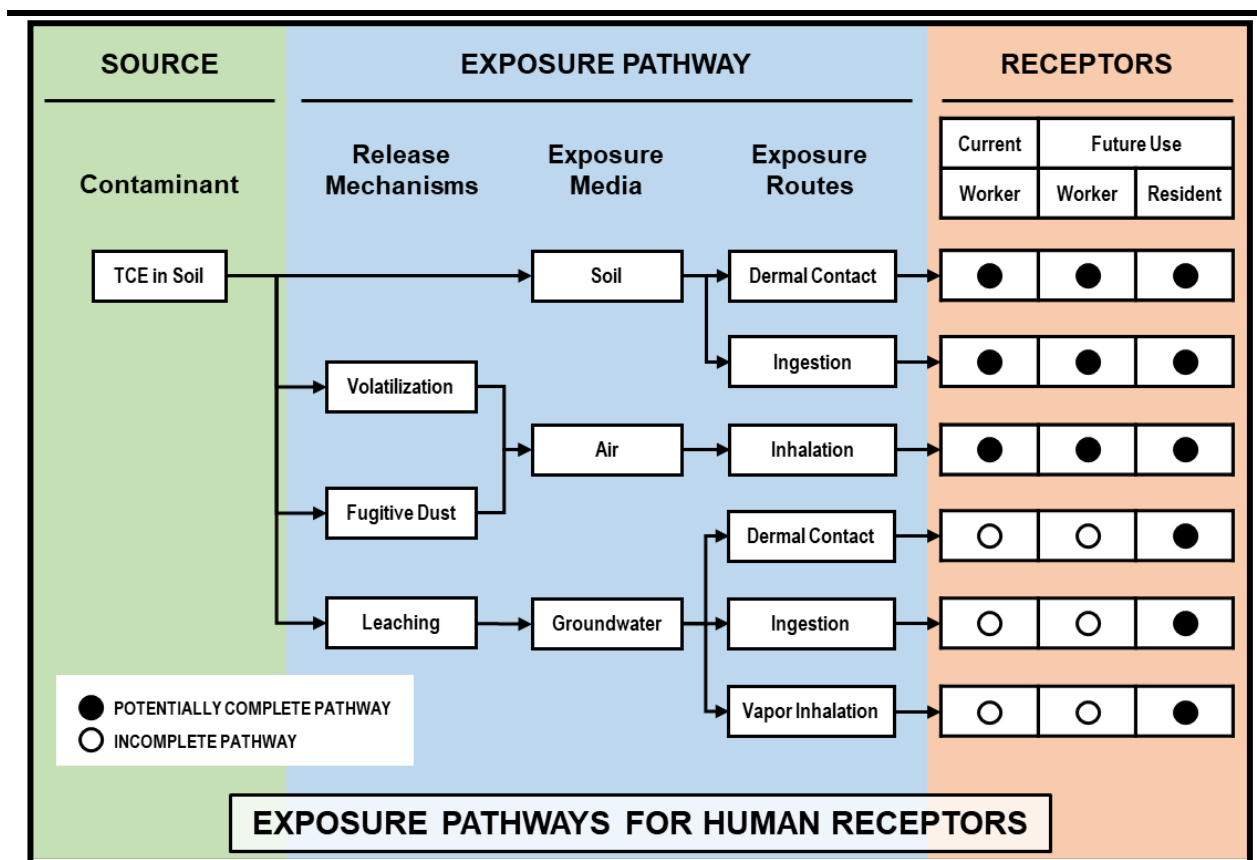 SOURCE
EXPOSURE PATHWAY
RECEPTORS
Contaminant
Release
Mechanisms
Exposure
Media
Exposure
Routes
Current
Future Use
Worker
Worker
Resident
TCE in Soil
Soil
Dermal Contact
Ingestion
Volatilization
Air
Inhalation
Fugitive Dust
Dermal Contact
Leaching
Groundwater
Ingestion
Vapor Inhalation
POTENTIALLY COMPLETE PATHWAY
INCOMPLETE PATHWAY
EXPOSURE PATHWAYS FOR HUMAN RECEPTORS